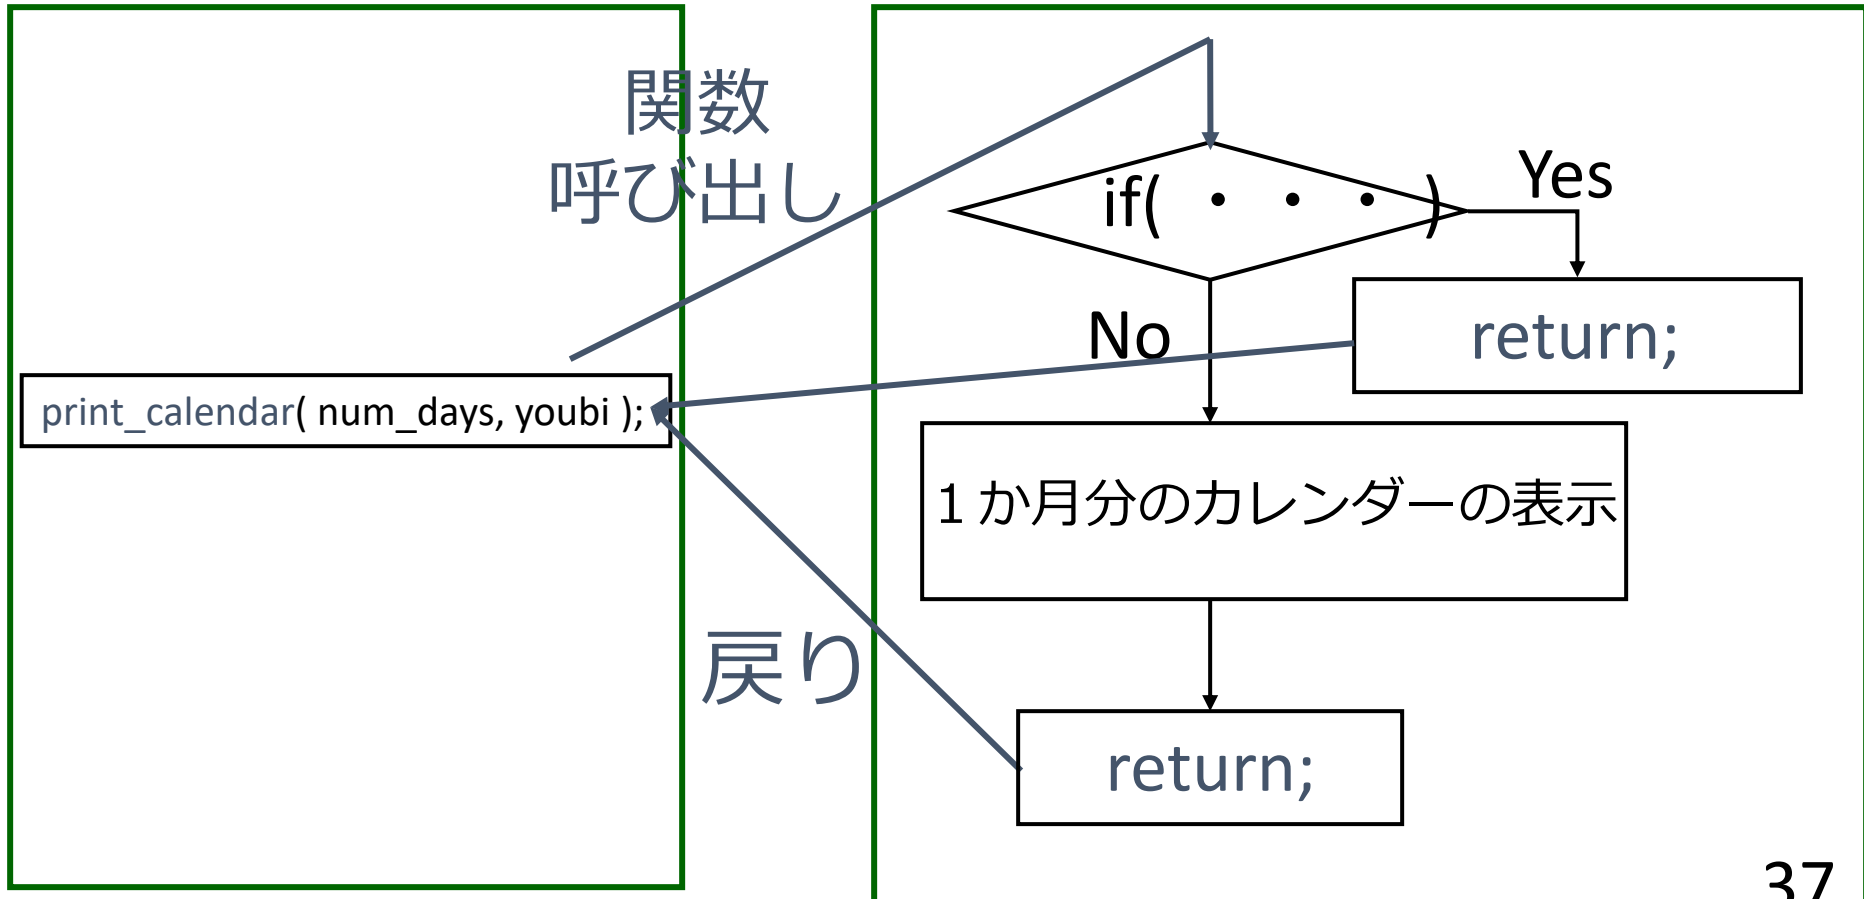 関数
呼び出し
print_calendar( num_days, youbi );
戻り
if( ・ ・ ・ )
Yes
No
return;
１か月分のカレンダーの表示
return;
37